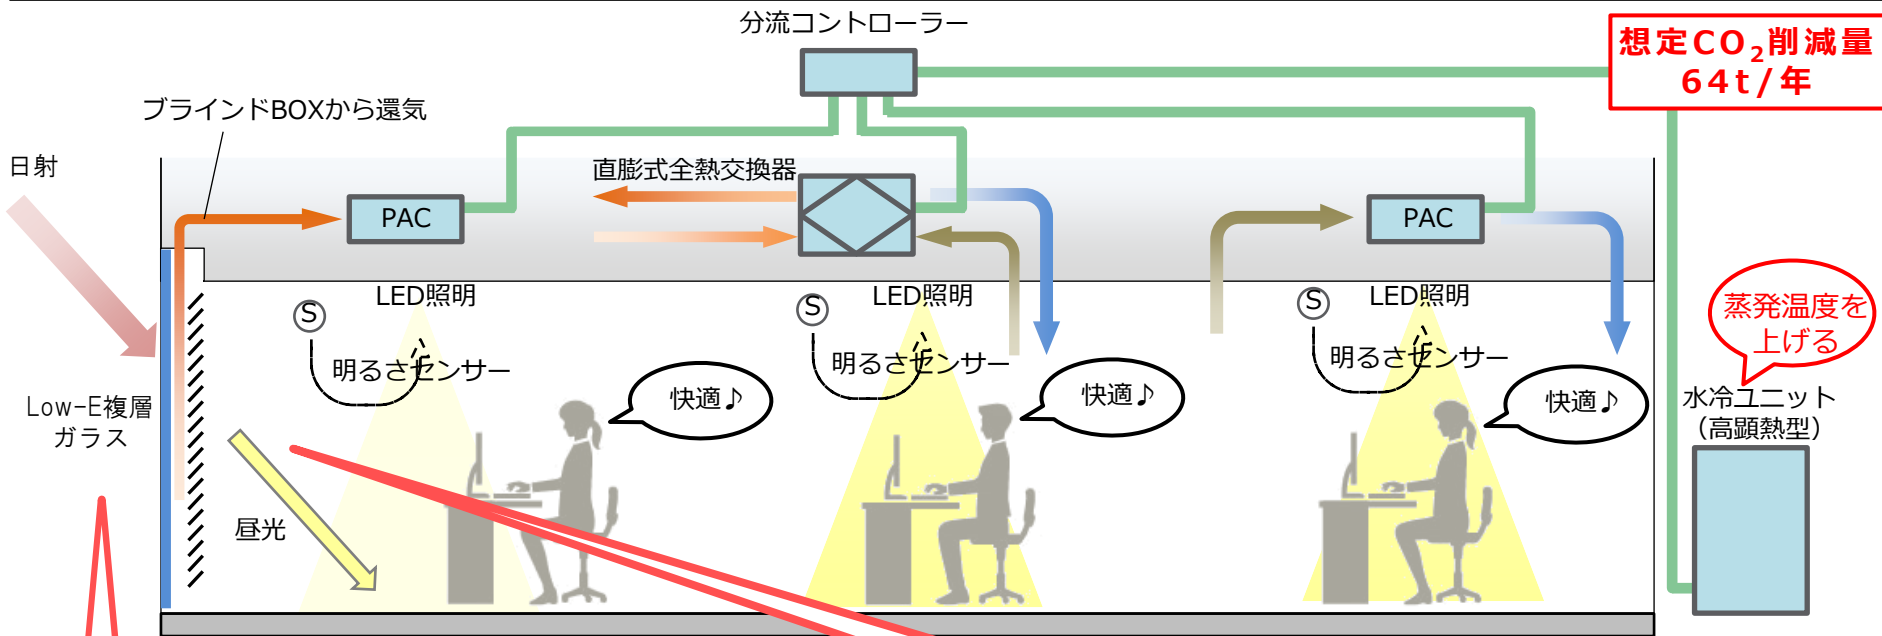 分流コントローラー
想定CO₂削減量
64t/年
ブラインドBOXから還気
日射
直膨式全熱交換器
PAC
PAC
LED照明
LED照明
LED照明
S
S
S
明るさセンサー
明るさセンサー
明るさセンサー
蒸発温度を
上げる
快適♪
快適♪
快適♪
水冷ユニット
（高顕熱型）
Low-E複層
ガラス
昼光